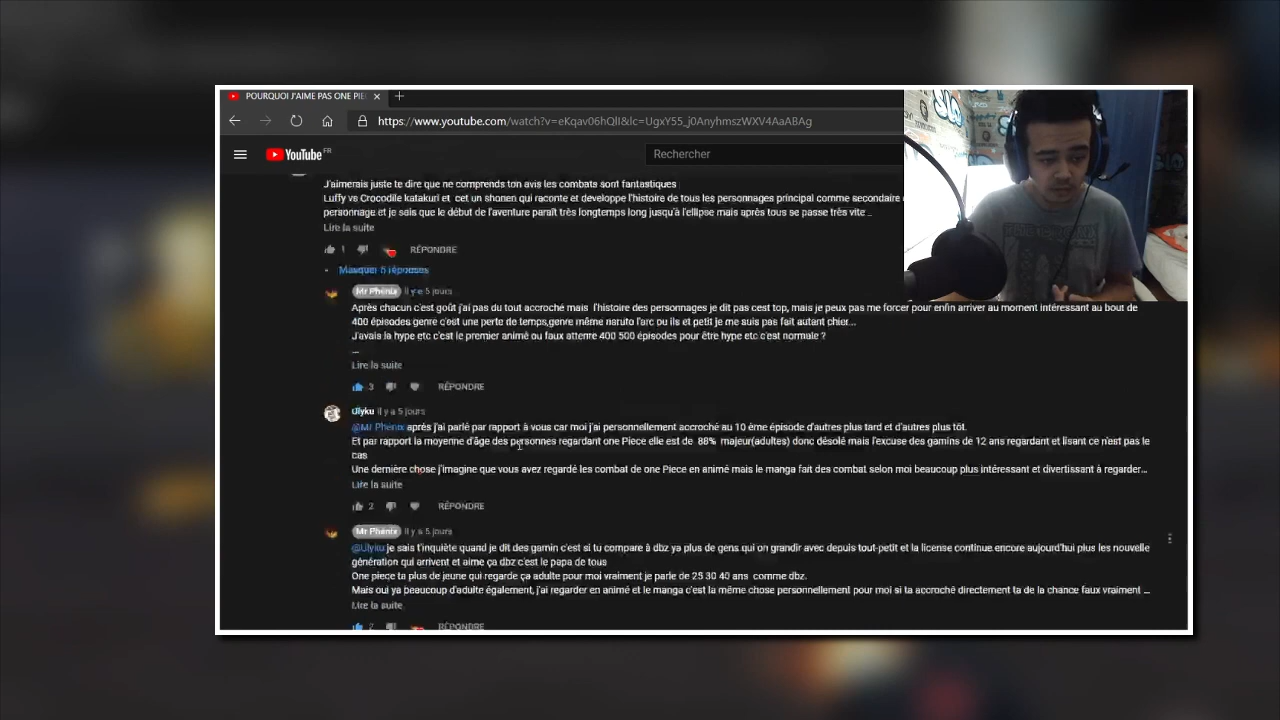 POURQUOI J'AIME PAS ONE PIE
https://www.youtube.com/watch?v=eKqav06hQlI&lc=UgxY55_j0AnyhmszWXV4AaABAg
YouTube FR
Rechercher
J'aimerais juste te dire que ne comprends ton avis les combats sont fantastiques
Luffy vs Crocodile katakuri et cet un shonen qui raconte et developpe l'histoire de tous les personnages principal comme secondaire
personnage et je sais que le début de l'aventure paraît très longtemps long jusqu'à l'ellipse mais après tous se passe très vite ...
Lire la suite
1 RÉPONDRE
Masquer 5 réponses
Mr Phénix il y a 5 jours
Après chacun c'est goût j'ai pas du tout accroché mais l'histoire des personnages je dit pas cest top, mais je peux pas me forcer pour enfin arriver au moment intéressant au bout de
400 épisodes genre c'est une perte de temps,genre même naruto l'arc ou ils et petit je me suis pas fait autant chier...
J'avais la hype etc c'est le premier animé ou faux attenre 400 500 épisodes pour être hype etc c'est normale ?
...
Lire la suite
3 RÉPONDRE
Ulyku il y a 5 jours
@Mr Phénix après j'ai parlé par rapport à vous car moi j'ai personnellement accroché au 10 ème épisode d'autres plus tard et d'autres plus tôt.
Et par rapport la moyenne d'âge des personnes regardant one Piece elle est de 88% majeur(adultes) donc désolé mais l'excuse des gamins de 12 ans regardant et lisant ce n'est pas le
cas
Une dernière chose j'imagine que vous avez regardé les combat de one Piece en animé mais le manga fait des combat selon moi beaucoup plus intéressant et divertissant à regarder...
Lire la suite
2 RÉPONDRE
Mr Phénix il y a 5 jours
@Ulyku je sais t'inquiète quand je dit des gamin c'est si tu compare à dbz ya plus de gens qui on grandir avec depuis tout-petit et la license continue encore aujourd'hui plus les nouvelle
génération qui arrivent et aime ça dbz c'est le papa de tous
One piece ta plus de jeune qui regarde ça adulte pour moi vraiment je parle de 25 30 40 ans comme dbz.
Mais oui ya beaucoup d'adulte également, j'ai regarder en animé et le manga c'est la même chose personnellement pour moi si ta accroché directement ta de la chance faux vraiment ...
Lire la suite
2 RÉPONDRE